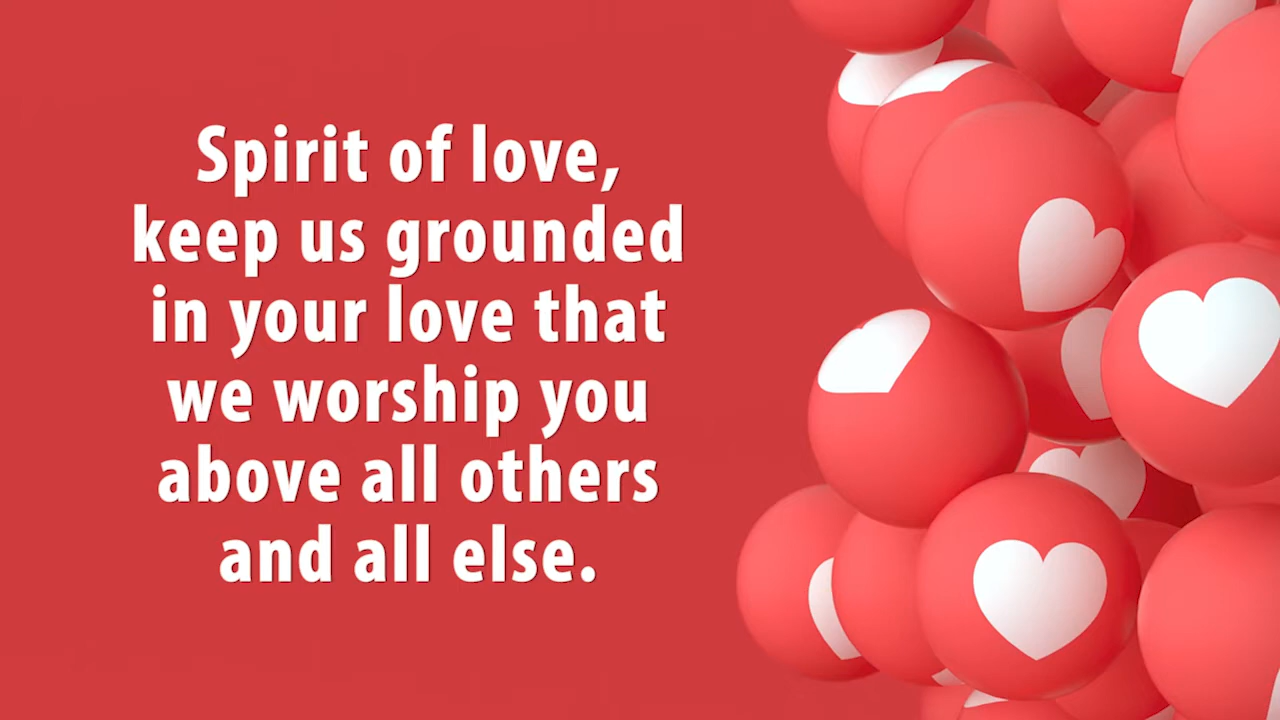 Spirit of love,
keep us grounded
in your love that
we worship you
above all others
and all else.